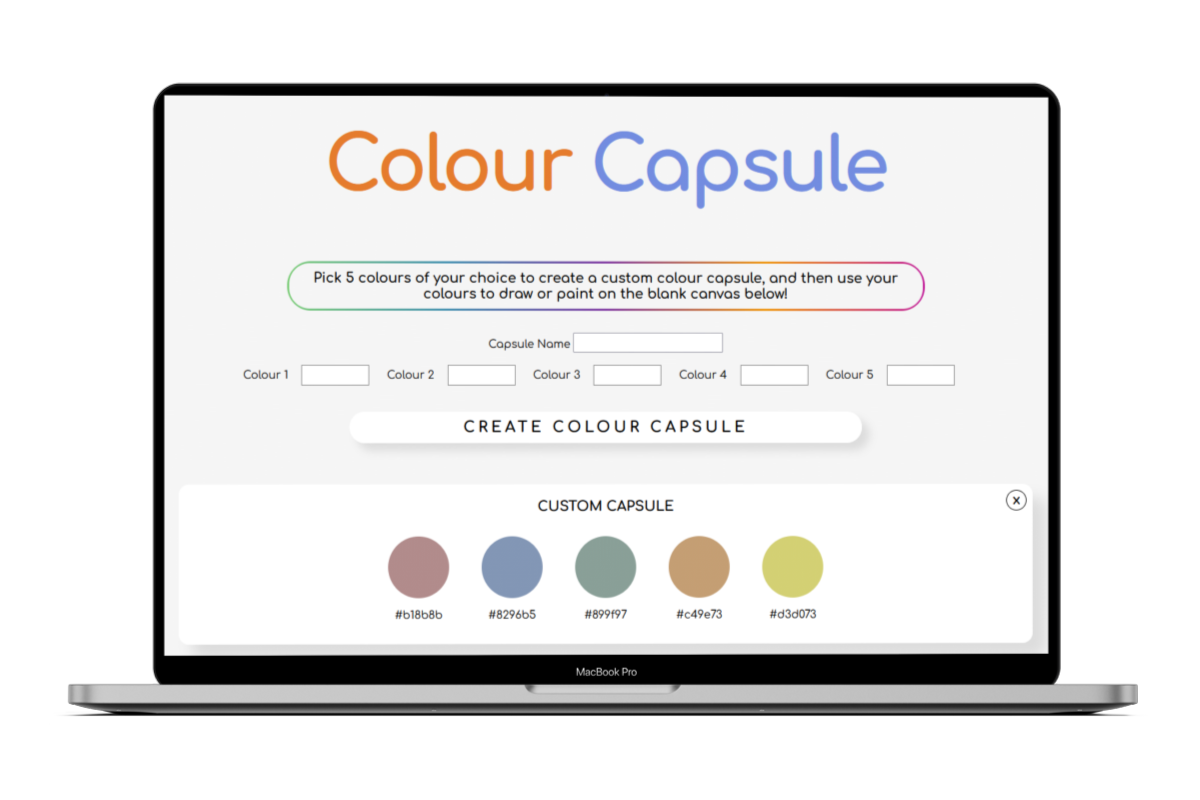 Colour Capsule
Pick 5 colours of your choice to create a custom colour capsule, and then use your
colours to draw or paint on the blank canvas below!
Capsule Name
Colour 1 Colour 2 Colour 3 Colour 4 Colour 5
CREATE COLOUR CAPSULE
CUSTOM CAPSULE
X
#b18b8b #8296b5 #899f97 #c49e73 #d3d073
MacBook Pro